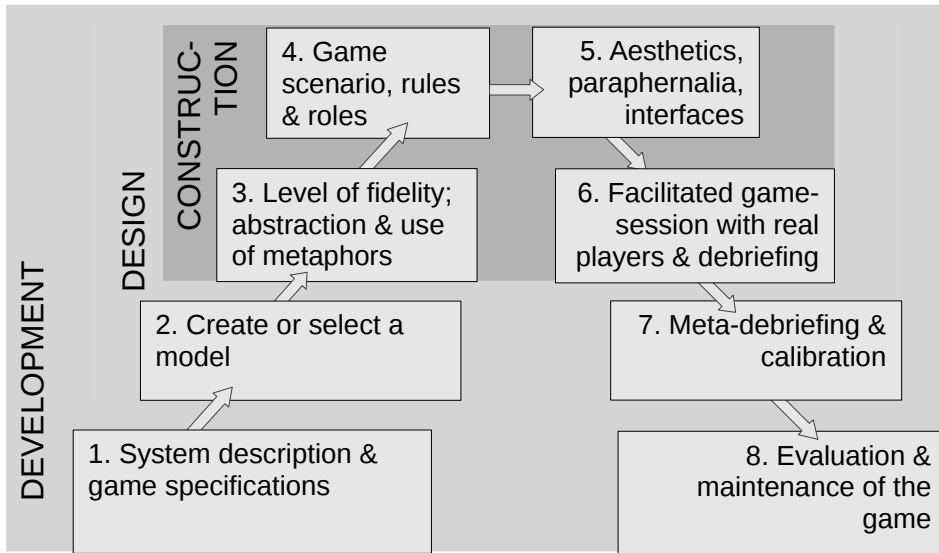 DEVELOPMENT
DESIGN
CONSTRUC-
TION
1. System description &
game specifications
2. Create or select a
model
3. Level of fidelity;
abstraction & use
of metaphors
4. Game
scenario, rules
& roles
5. Aesthetics,
paraphernalia,
interfaces
6. Facilitated game-
session with real
players & debriefing
7. Meta-debriefing &
calibration
8. Evaluation &
maintenance of the
game